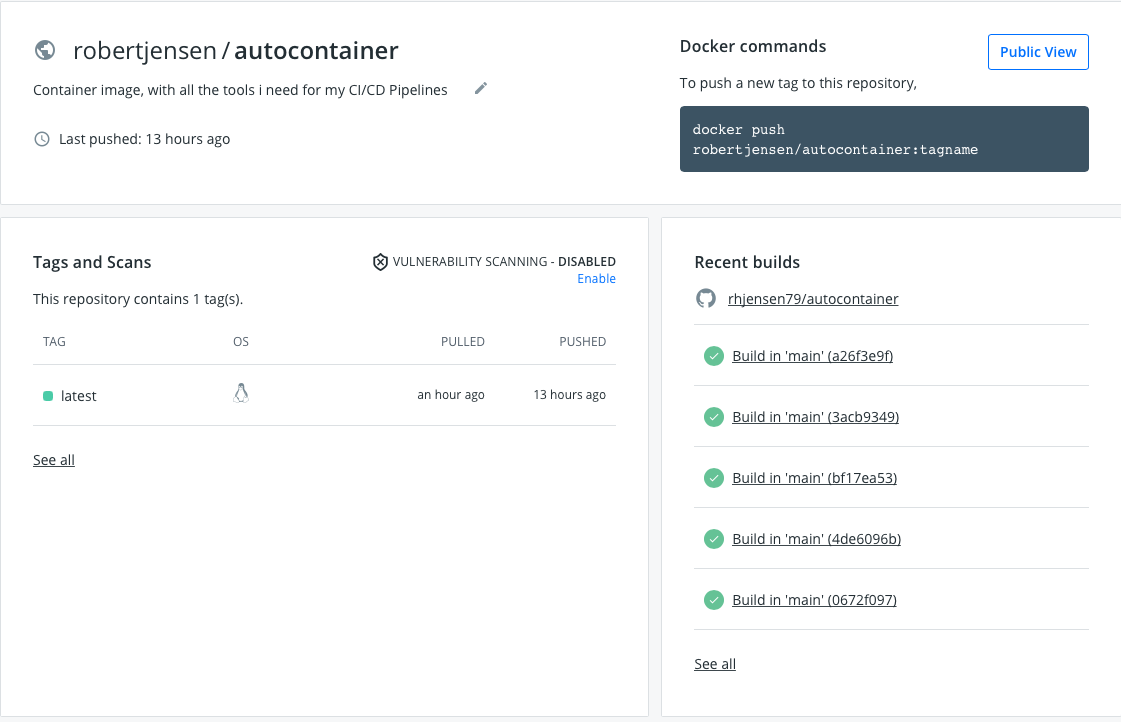 robertjensen / autocontainer
Container image, with all the tools i need for my CI/CD Pipelines
Last pushed: 13 hours ago
Docker commands
Public View
To push a new tag to this repository,
docker push
robertjensen/autocontainer:tagname
Tags and Scans
VULNERABILITY SCANNING - DISABLED
Enable
This repository contains 1 tag(s).
TAG OS PULLED PUSHED
latest an hour ago 13 hours ago
See all
Recent builds
rhjensen79/autocontainer
Build in 'main' (a26f3e9f)
Build in 'main' (3acb9349)
Build in 'main' (bf17ea53)
Build in 'main' (4de6096b)
Build in 'main' (0672f097)
See all